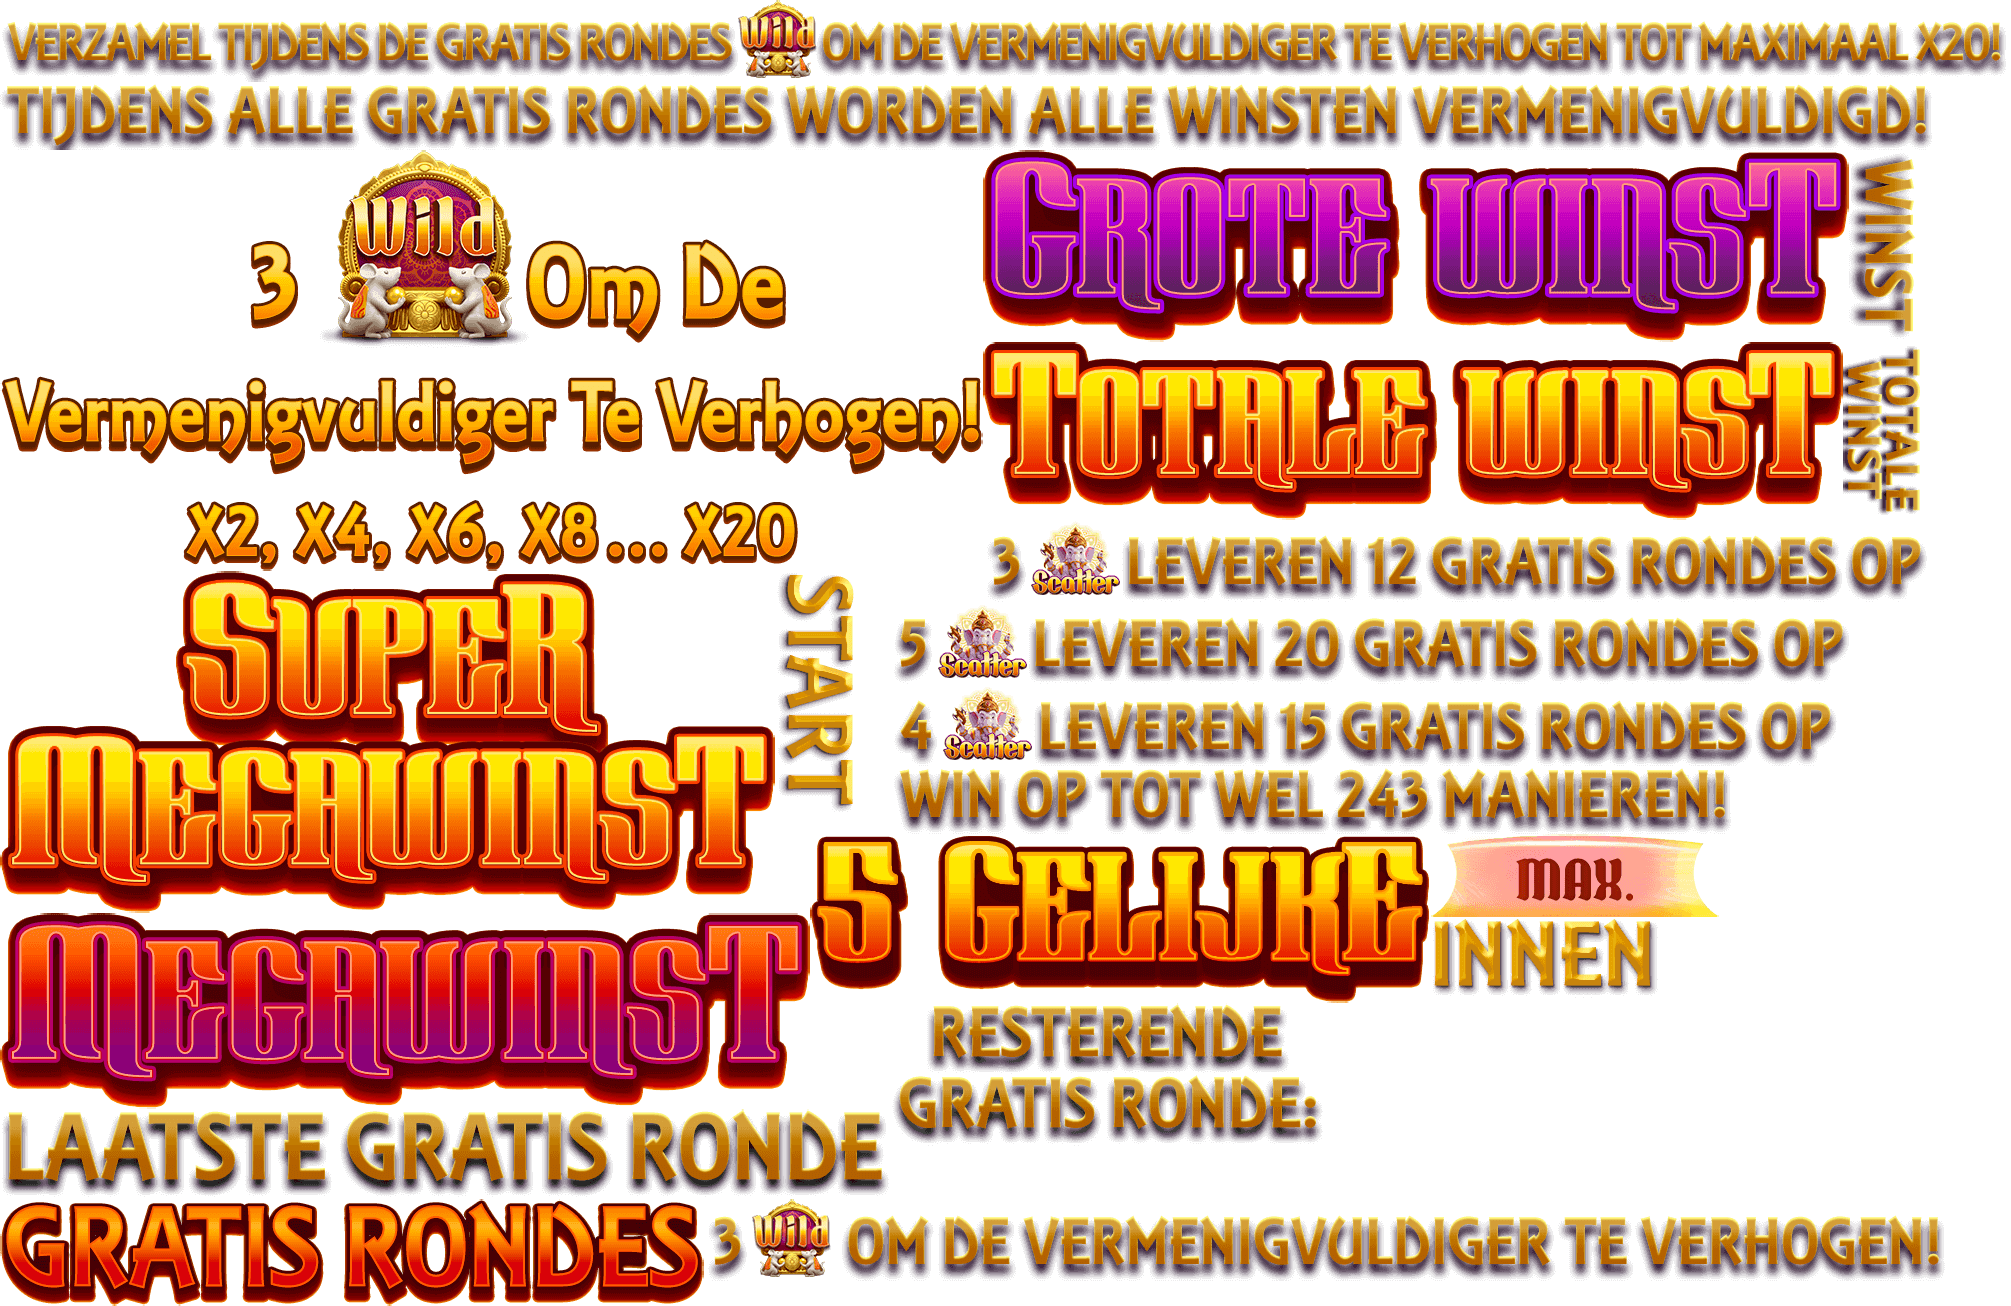 VERZAMEL TIJDENS DE GRATIS RONDES Wild OM DE VERMENIGVULDIGER TE VERHOGEN TOT MAXIMAAL X20!
TIJDENS ALLE GRATIS RONDES WORDEN ALLE WINSTEN VERMENIGVULDIGD!
3 Wild Om De
Vermenigvuldiger Te Verhogen!
X2, X4, X6, X8... X20
GROTE WINST
WINST
TOTALE WINST
TOTALE
WINST
3 Scatter LEVEREN 12 GRATIS RONDES OP
5 Scatter LEVEREN 20 GRATIS RONDES OP
4 Scatter LEVEREN 15 GRATIS RONDES OP
WIN OP TOT WEL 243 MANIEREN!
SUPER
MEGAWINST
START
5 GELIJKE
MAX.
INNEN
MEGAWINST
RESTERENDE
GRATIS RONDE:
LAATSTE GRATIS RONDE
GRATIS RONDES
3 Wild OM DE VERMENIGVULDIGER TE VERHOGEN!